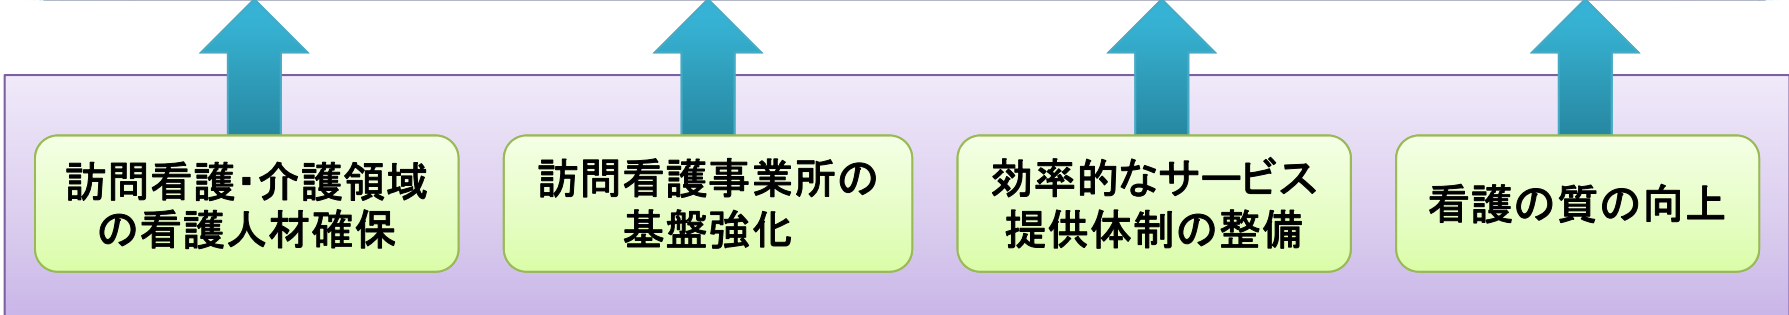 訪問看護・介護領域
の看護人材確保
訪問看護事業所の
基盤強化
効率的なサービス
提供体制の整備
看護の質の向上